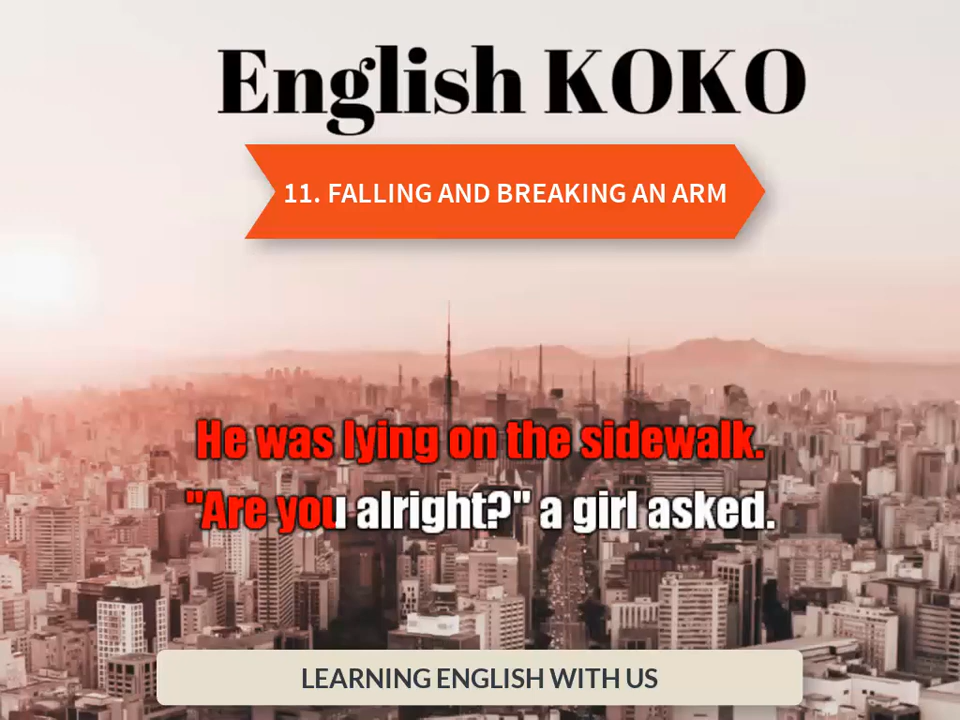 English KOKO
11. FALLING AND BREAKING AN ARM
He was lying on the sidewalk.
"Are you alright?" a girl asked.
LEARNING ENGLISH WITH US